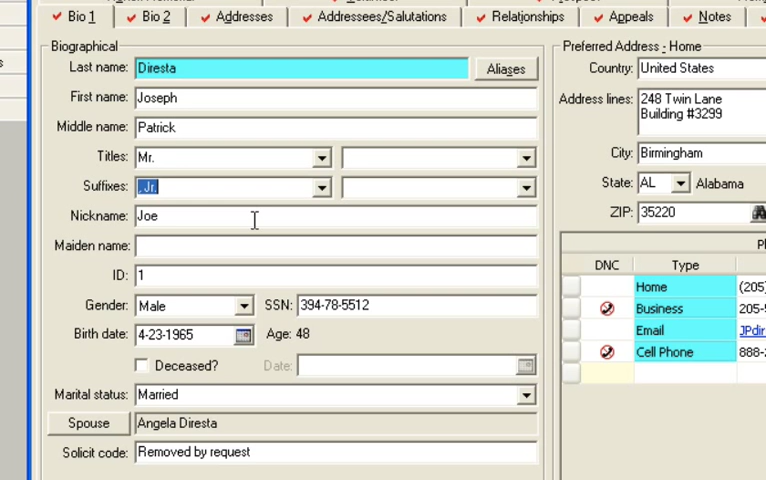 Bio 1 Bio 2 Addresses Addressees/Salutations Relationships Appeals Notes
Biographical
Last name: Diresta Aliases
First name: Joseph
Middle name: Patrick
Titles: Mr.
Suffixes: , Jr.
Nickname: Joe
Maiden name:
ID: 1
Gender: Male SSN: 394-78-5512
Birth date: 4-23-1965 Age: 48
Deceased? Date:
Marital status: Married
Spouse Angela Diresta
Solicit code: Removed by request
Preferred Address - Home
Country: United States
Address lines: 248 Twin Lane
Building #3299
City: Birmingham
State: AL Alabama
ZIP: 35220
DNC Type
Home (205)
Business 205-
Email JPdir
Cell Phone 888-